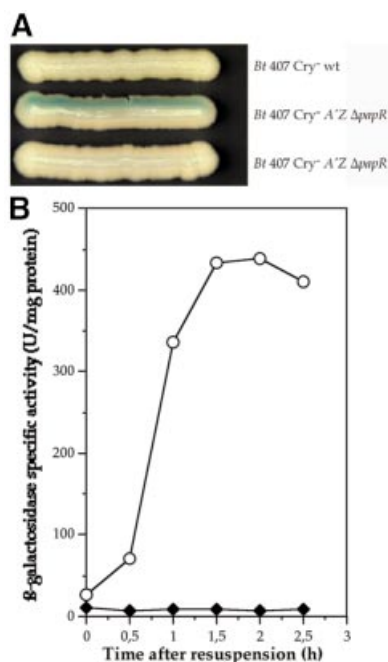 A
Bt 407 Cry⁻ wt
Bt 407 Cry⁻ A'Z ΔpapR
Bt 407 Cry⁻ A'Z ΔpapR
B
ß-galactosidase specific activity (U/mg protein)
500
400
300
200
100
0
0 0,5 1 1,5 2 2,5 3
Time after resuspension (h)